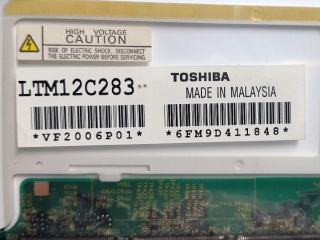 HIGH VOLTAGE
CAUTION
RISK OF ELECTRIC SHOCK. DISCONNECT
THE ELECTRIC POWER BEFORE SERVICING.
LTM12C283
TOSHIBA
MADE IN MALAYSIA
*VF2006P01*
*6FM9D411848*